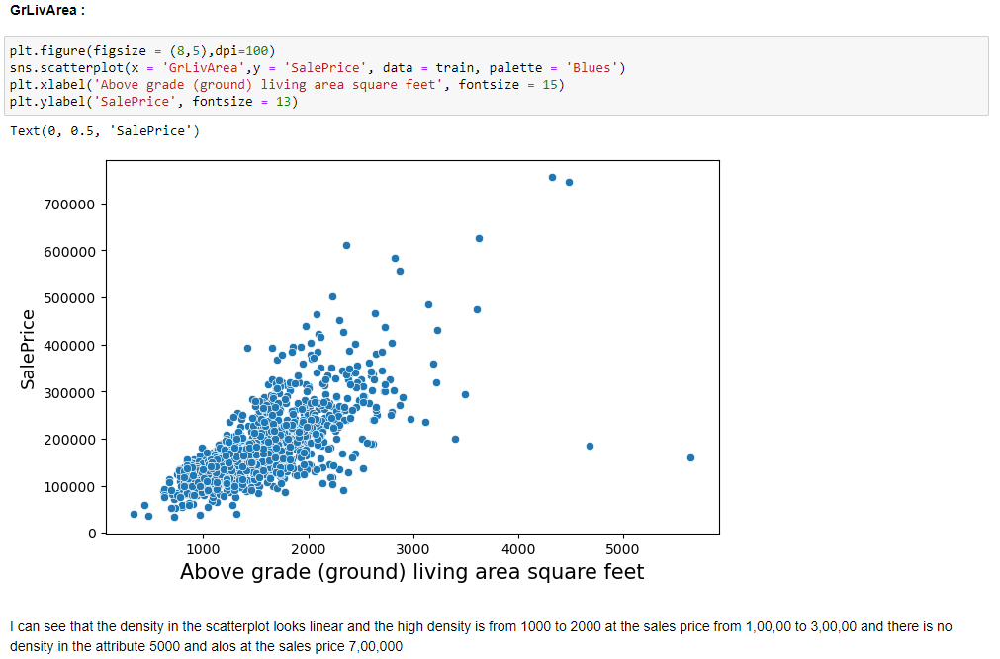 GrLivArea :
plt.figure(figsize = (8,5),dpi=100)
sns.scatterplot(x = 'GrLivArea',y = 'SalePrice', data = train, palette = 'Blues')
plt.xlabel('Above grade (ground) living area square feet', fontsize = 15)
plt.ylabel('SalePrice', fontsize = 13)
Text(0, 0.5, 'SalePrice')
700000
600000
500000
400000
300000
200000
100000
0
SalePrice
1000 2000 3000 4000 5000
Above grade (ground) living area square feet
I can see that the density in the scatterplot looks linear and the high density is from 1000 to 2000 at the sales price from 1,00,00 to 3,00,00 and there is no
density in the attribute 5000 and alos at the sales price 7,00,000